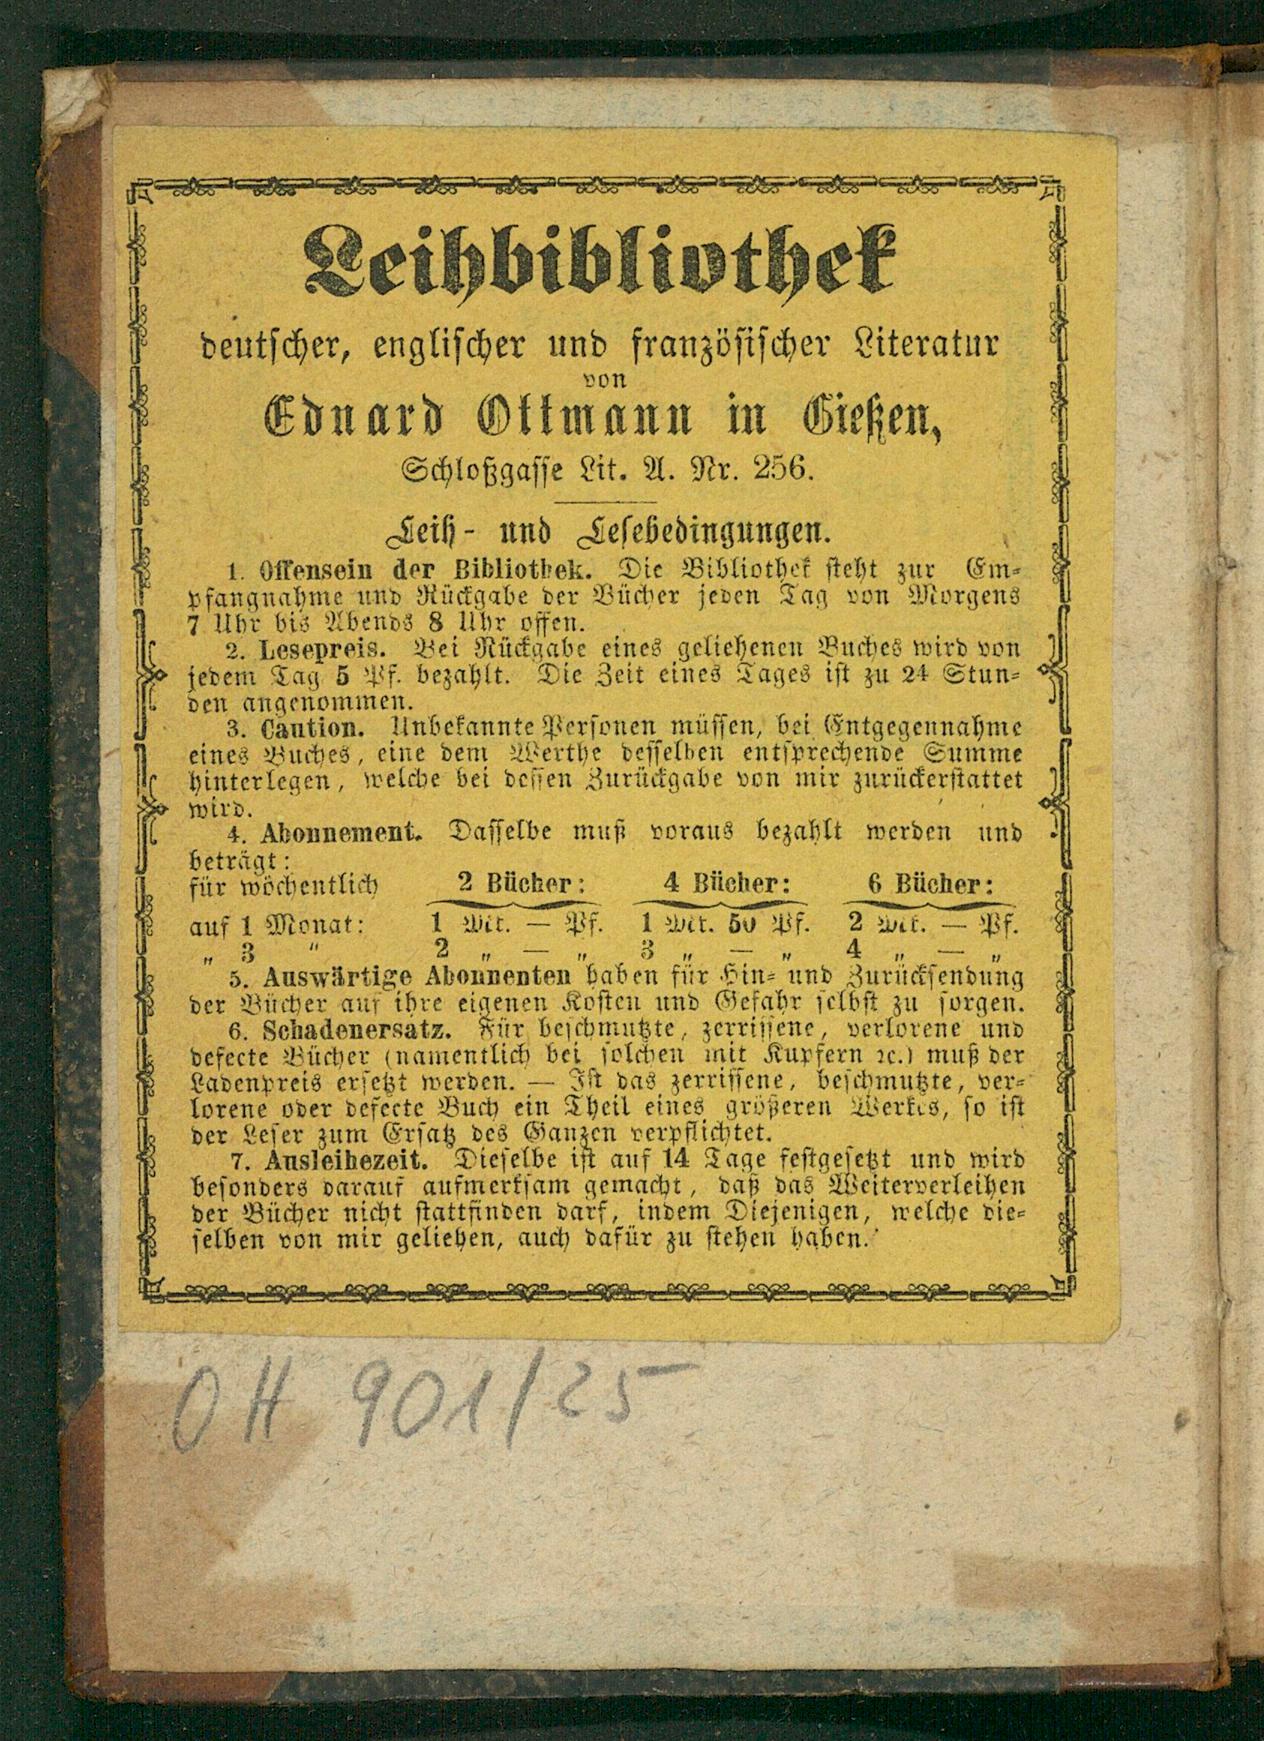 Leihbibliothek
deutscher, englischer und französischer Literatur
von
Eduard Ottmann in Gießen,
Schloßgasse Lit. A. Nr. 256.
Leih- und Lesebedingungen.
1. Offensein der Bibliothek. Die Bibliothek steht zur Em-
pfangnahme und Rückgabe der Bücher jeden Tag von Morgens
7 Uhr bis Abends 8 Uhr offen.
2. Lesepreis. Bei Rückgabe eines geliehenen Buches wird von
jedem Tag 5 Pf. bezahlt. Die Zeit eines Tages ist zu 24 Stun-
den angenommen.
3. Caution. Unbekannte Personen müssen, bei Entgegennahme
eines Buches, eine dem Werthe desselben entsprechende Summe
hinterlegen, welche bei dessen Zurückgabe von mir zurückerstattet
wird.
4. Abonnement. Dasselbe muß voraus bezahlt werden und
beträgt:
für wöchentlich 2 Bücher: 4 Bücher: 6 Bücher:
auf 1 Monat: 1 Mk. — Pf. 1 Mk. 50 Pf. 2 Mk. — Pf.
„ 3 „ 2 „ — „ 3 „ — „ 4 „ — „
5. Auswärtige Abonnenten haben für Hin- und Zurücksendung
der Bücher auf ihre eigenen Kosten und Gefahr selbst zu sorgen.
6. Schadenersatz. Für beschmutzte, zerrissene, verlorene und
defecte Bücher (namentlich bei solchen mit Kupfern ꝛc.) muß der
Ladenpreis ersetzt werden. — Ist das zerrissene, beschmutzte, ver-
lorene oder defecte Buch ein Theil eines größeren Werkes, so ist
der Leser zum Ersatz des Ganzen verpflichtet.
7. Ausleihezeit. Dieselbe ist auf 14 Tage festgesetzt und wird
besonders darauf aufmerksam gemacht, daß das Weiterverleihen
der Bücher nicht stattfinden darf, indem Diejenigen, welche die-
selben von mir geliehen, auch dafür zu stehen haben.
OH 901/25